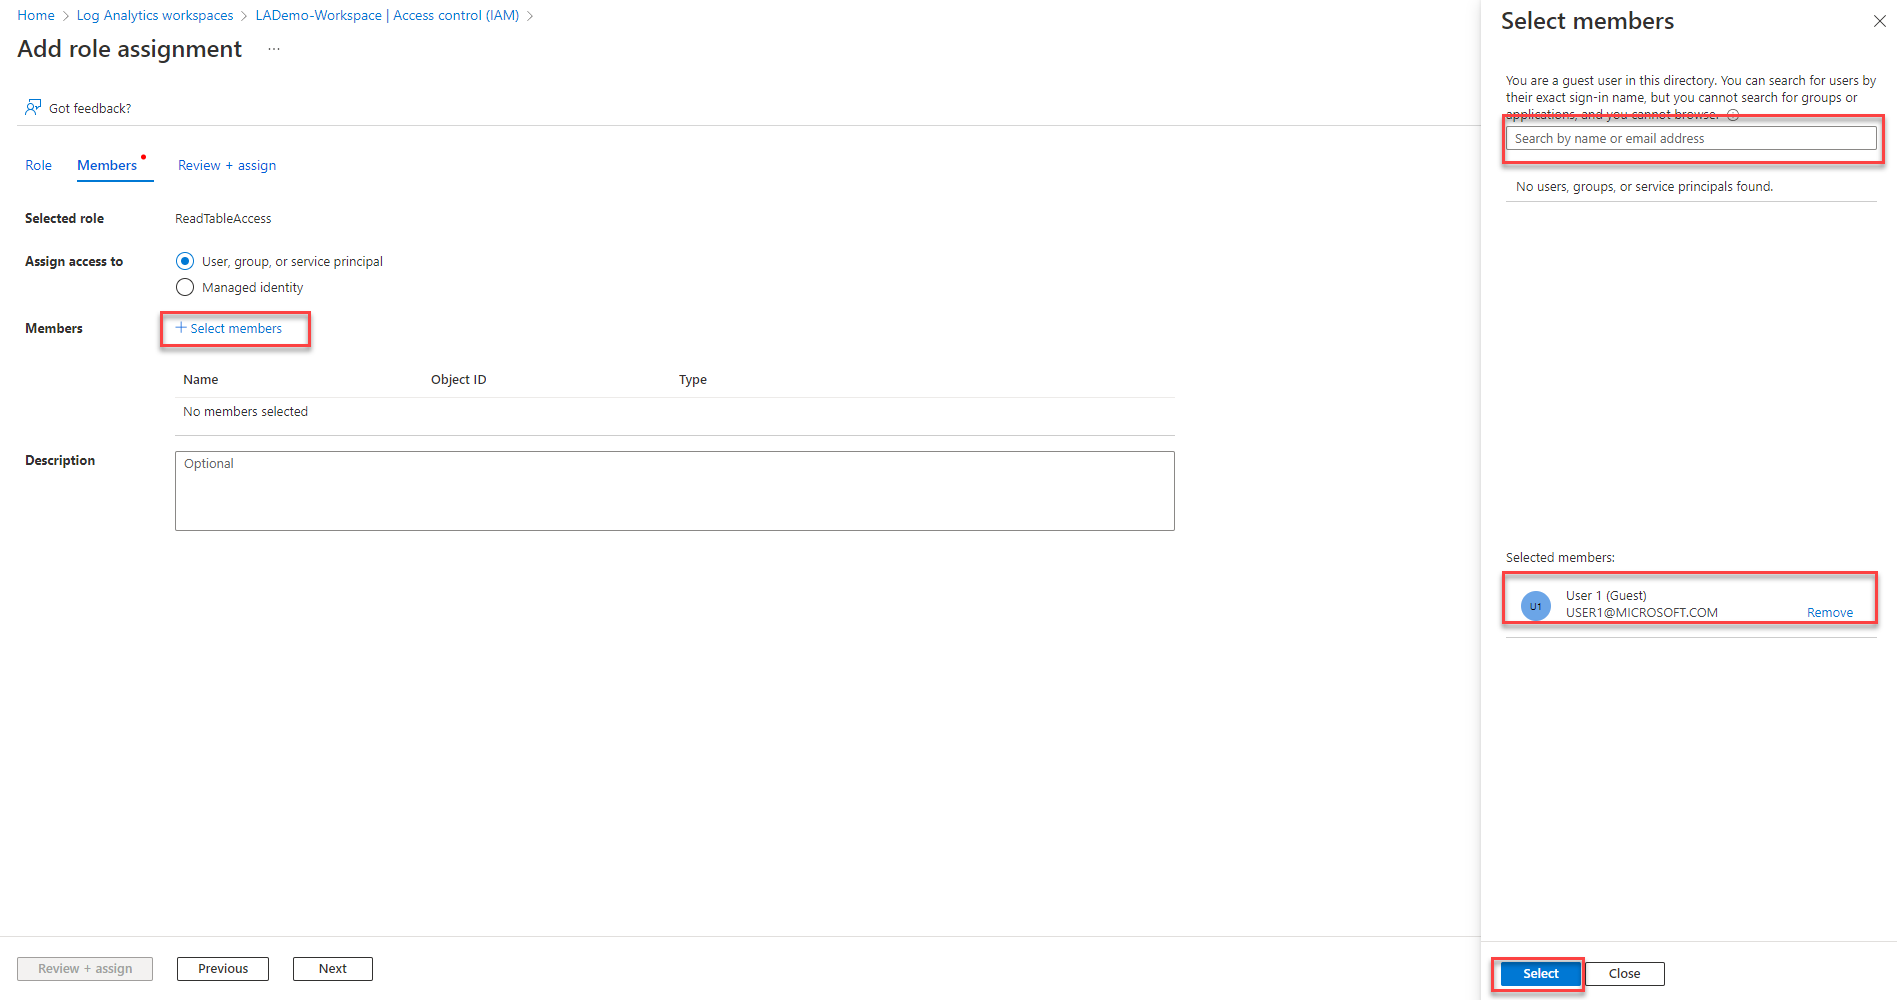 Home > Log Analytics workspaces > LADemo-Workspace | Access control (IAM) >
Add role assignment ...
Got feedback?
Role Members Review + assign
Selected role ReadTableAccess
Assign access to User, group, or service principal
Managed identity
Members + Select members
Name Object ID Type
No members selected
Description Optional
Review + assign Previous Next
Select members
You are a guest user in this directory. You can search for users by
their exact sign-in name, but you cannot search for groups or
applications, and you cannot browse.
Search by name or email address
No users, groups, or service principals found.
Selected members:
U1
User 1 (Guest)
USER1@MICROSOFT.COM Remove
Select Close